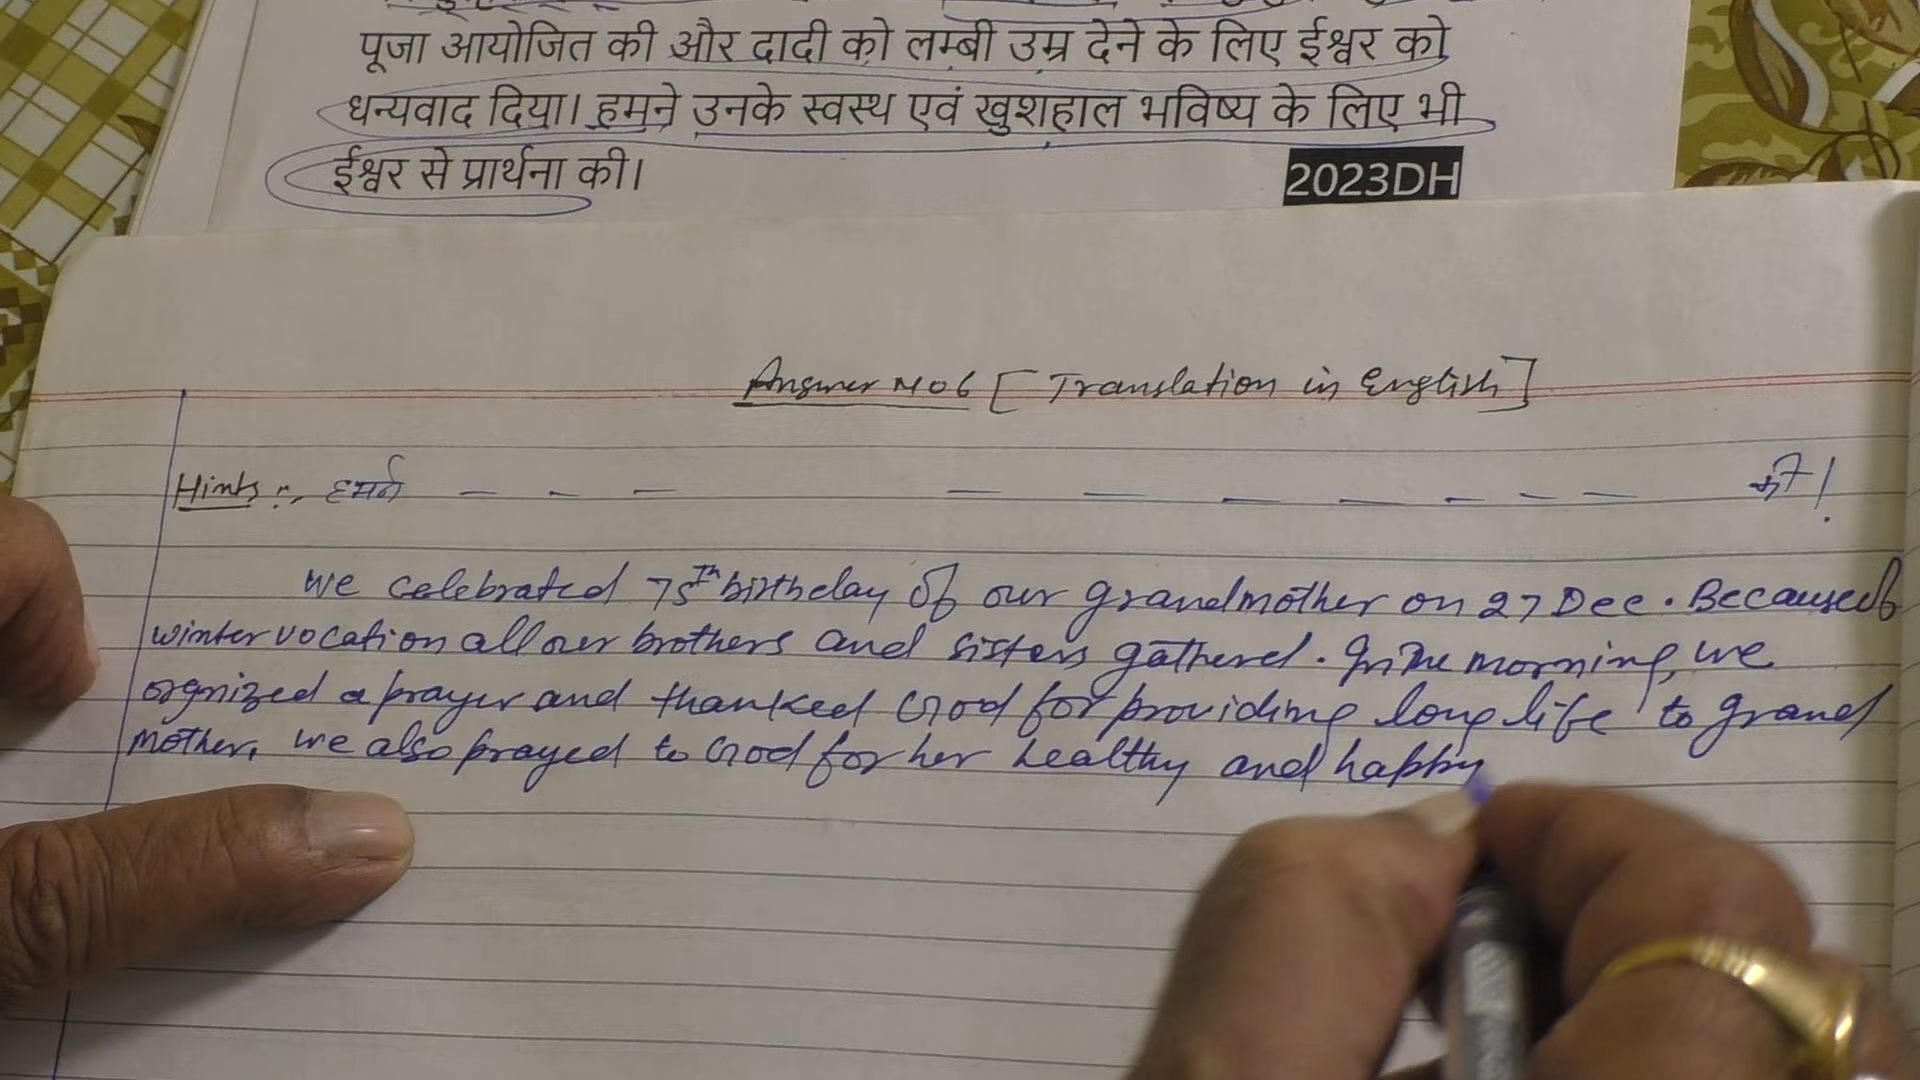 पूजा आयोजित की और दादी को लम्बी उम्र देने के लिए ईश्वर को
धन्यवाद दिया। हमने उनके स्वस्थ एवं खुशहाल भविष्य के लिए भी
ईश्वर से प्रार्थना की।
2023DH
Answer No 6 [Translation in English]
Hints :. हमने — — — — — — — — — — की।
We celebrated 75th birthday of our grandmother on 27 Dec. Because of
winter vocation all our brothers and sisters gathered. In the morning, we
orgnized a prayer and thanked God for providing long life to grand
mother, we also prayed to God for her healthy and happy